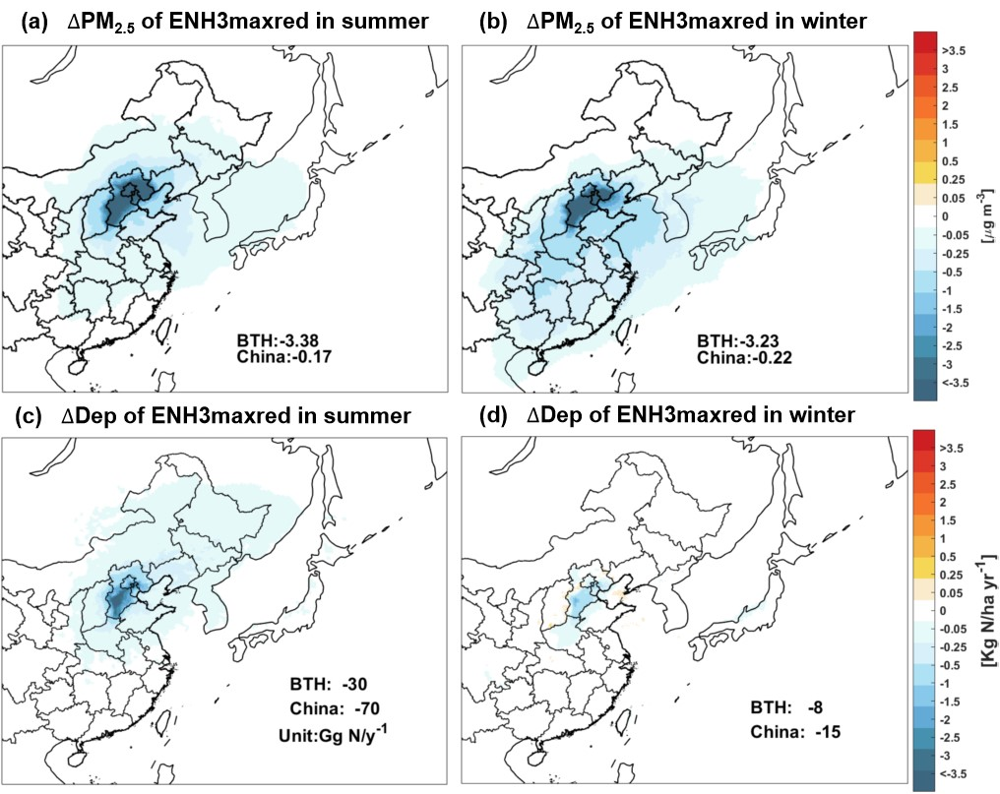 (a) ΔPM2.5 of ENH3maxred in summer
(b) ΔPM2.5 of ENH3maxred in winter
>3.5
3
2.5
2
1.5
1
0.5
0.25
0.05
0
-0.05
-0.25
-0.5
-1
-1.5
-2
-2.5
-3
<-3.5
[μg m-3]
BTH:-3.38
China:-0.17
BTH:-3.23
China:-0.22
(c) ΔDep of ENH3maxred in summer
(d) ΔDep of ENH3maxred in winter
>3.5
3
2.5
2
1.5
1
0.5
0.25
0.05
0
-0.05
-0.25
-0.5
-1
-1.5
-2
-2.5
-3
<-3.5
[Kg N/ha yr-1]
BTH: -30
China: -70
Unit:Gg N/y-1
BTH: -8
China: -15